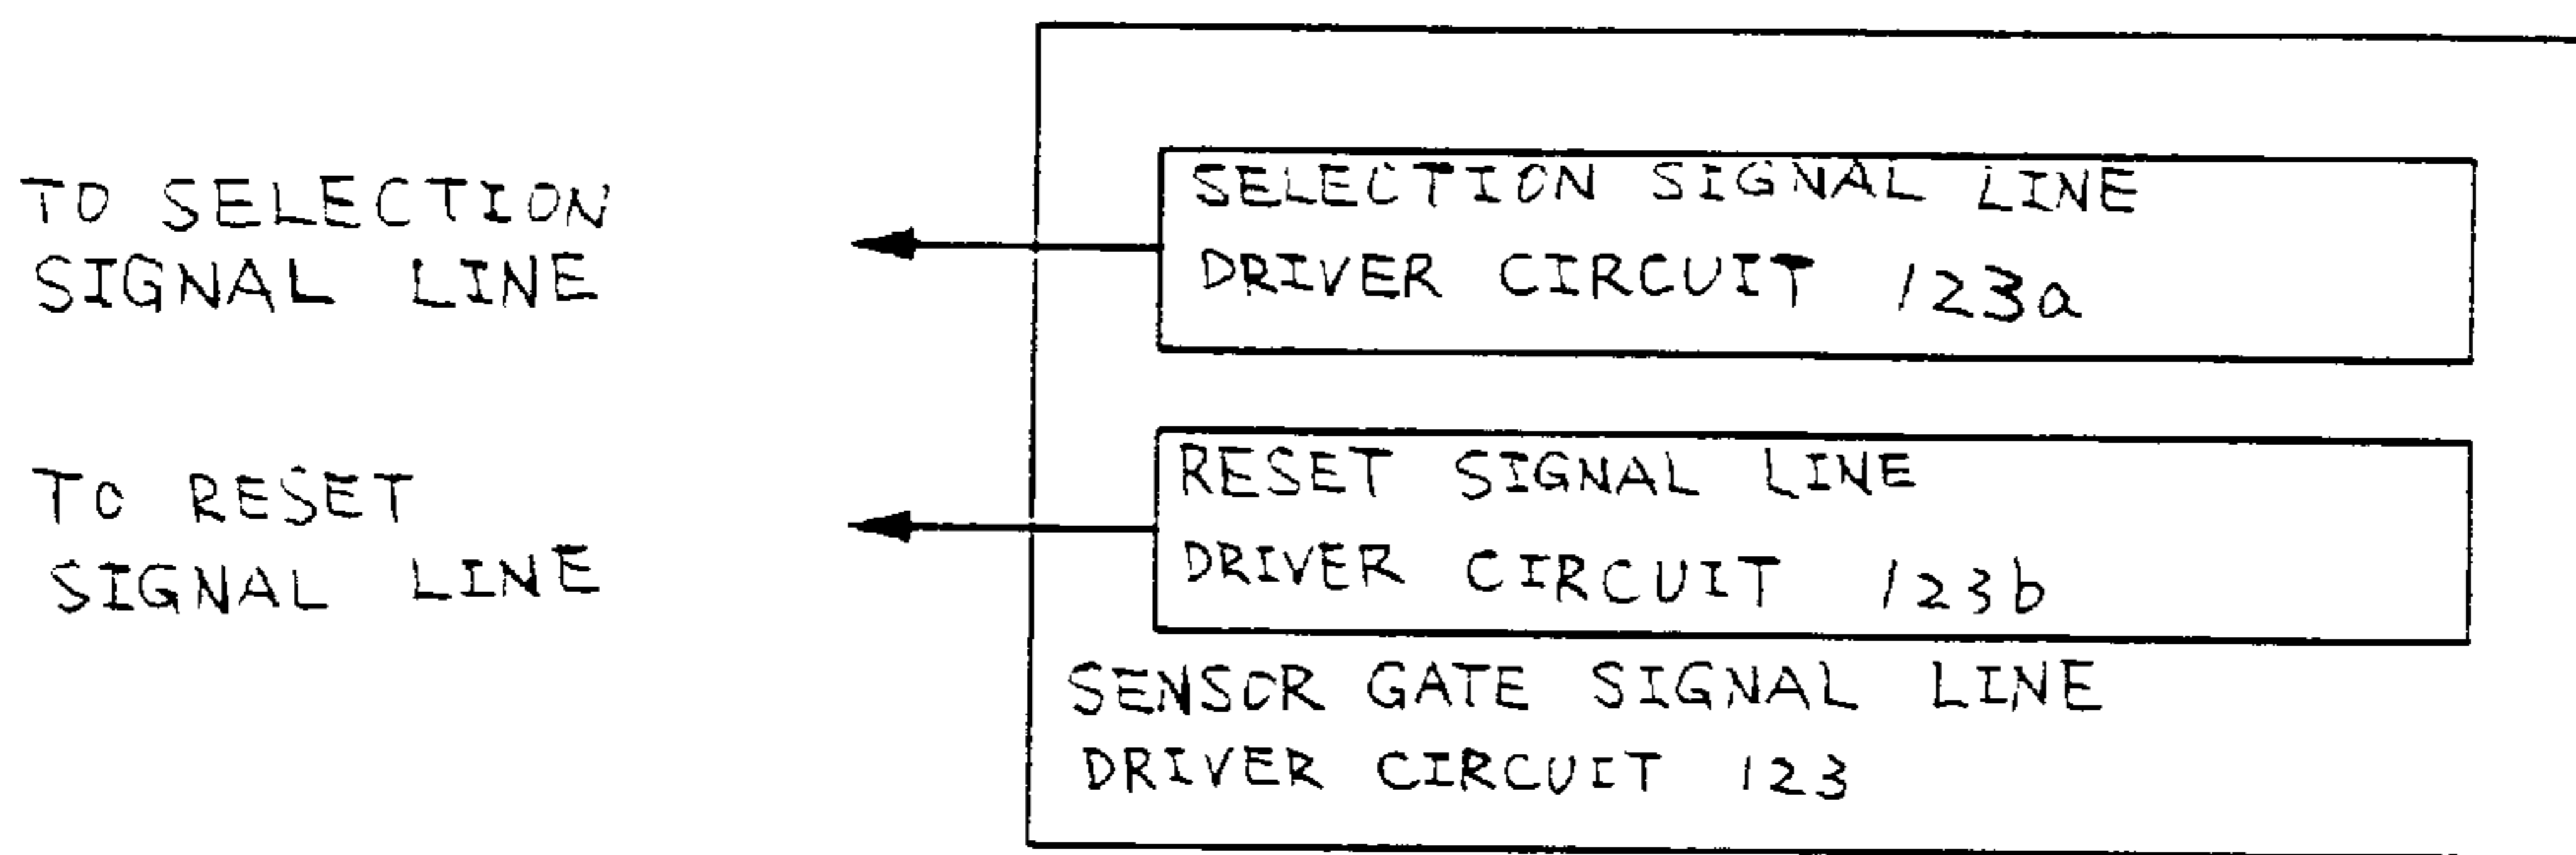 TO SELECTION
SIGNAL LINE
SELECTION SIGNAL LINE
DRIVER CIRCUIT 123a
TO RESET
SIGNAL LINE
RESET SIGNAL LINE
DRIVER CIRCUIT 123b
SENSOR GATE SIGNAL LINE
DRIVER CIRCUIT 123